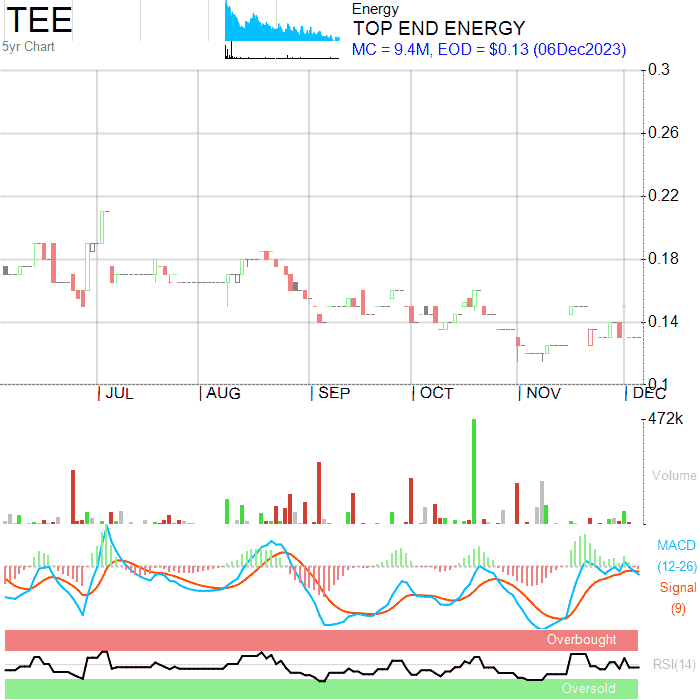 TEE
5yr Chart
Energy
TOP END ENERGY
MC = 9.4M, EOD = $0.13 (06Dec2023)
0.3
0.26
0.22
0.18
0.14
0.1
JUL AUG SEP OCT NOV DEC
472k
Volume
MACD
(12-26)
Signal
(9)
Overbought
RSI(14)
Oversold